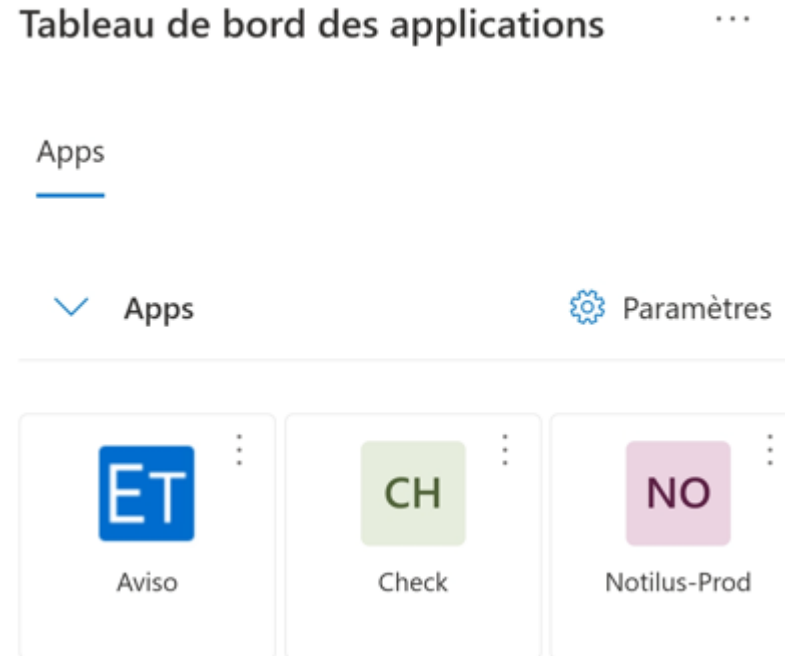 Tableau de bord des applications ...
Apps
Apps Paramètres
ET CH NO
Aviso Check Notilus-Prod